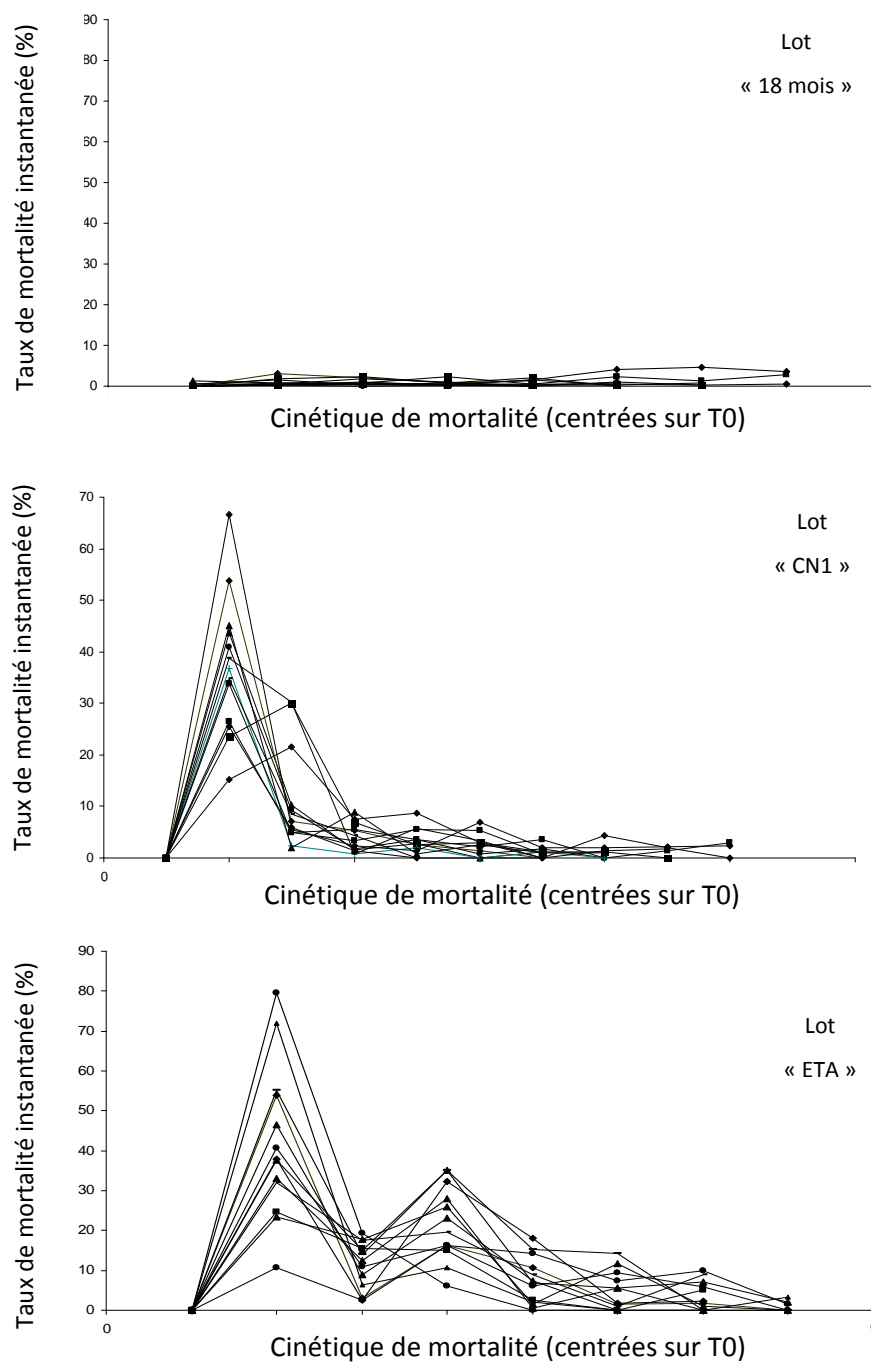 Taux de mortalité instantanée (%)
90
80
70
60
50
40
30
20
10
0
Lot
« 18 mois »
Cinétique de mortalité (centrées sur T0)
Taux de mortalité instantanée (%)
70
60
50
40
30
20
10
0
0
Lot
« CN1 »
Cinétique de mortalité (centrées sur T0)
Taux de mortalité instantanée (%)
90
80
70
60
50
40
30
20
10
0
0
Lot
« ETA »
Cinétique de mortalité (centrées sur T0)